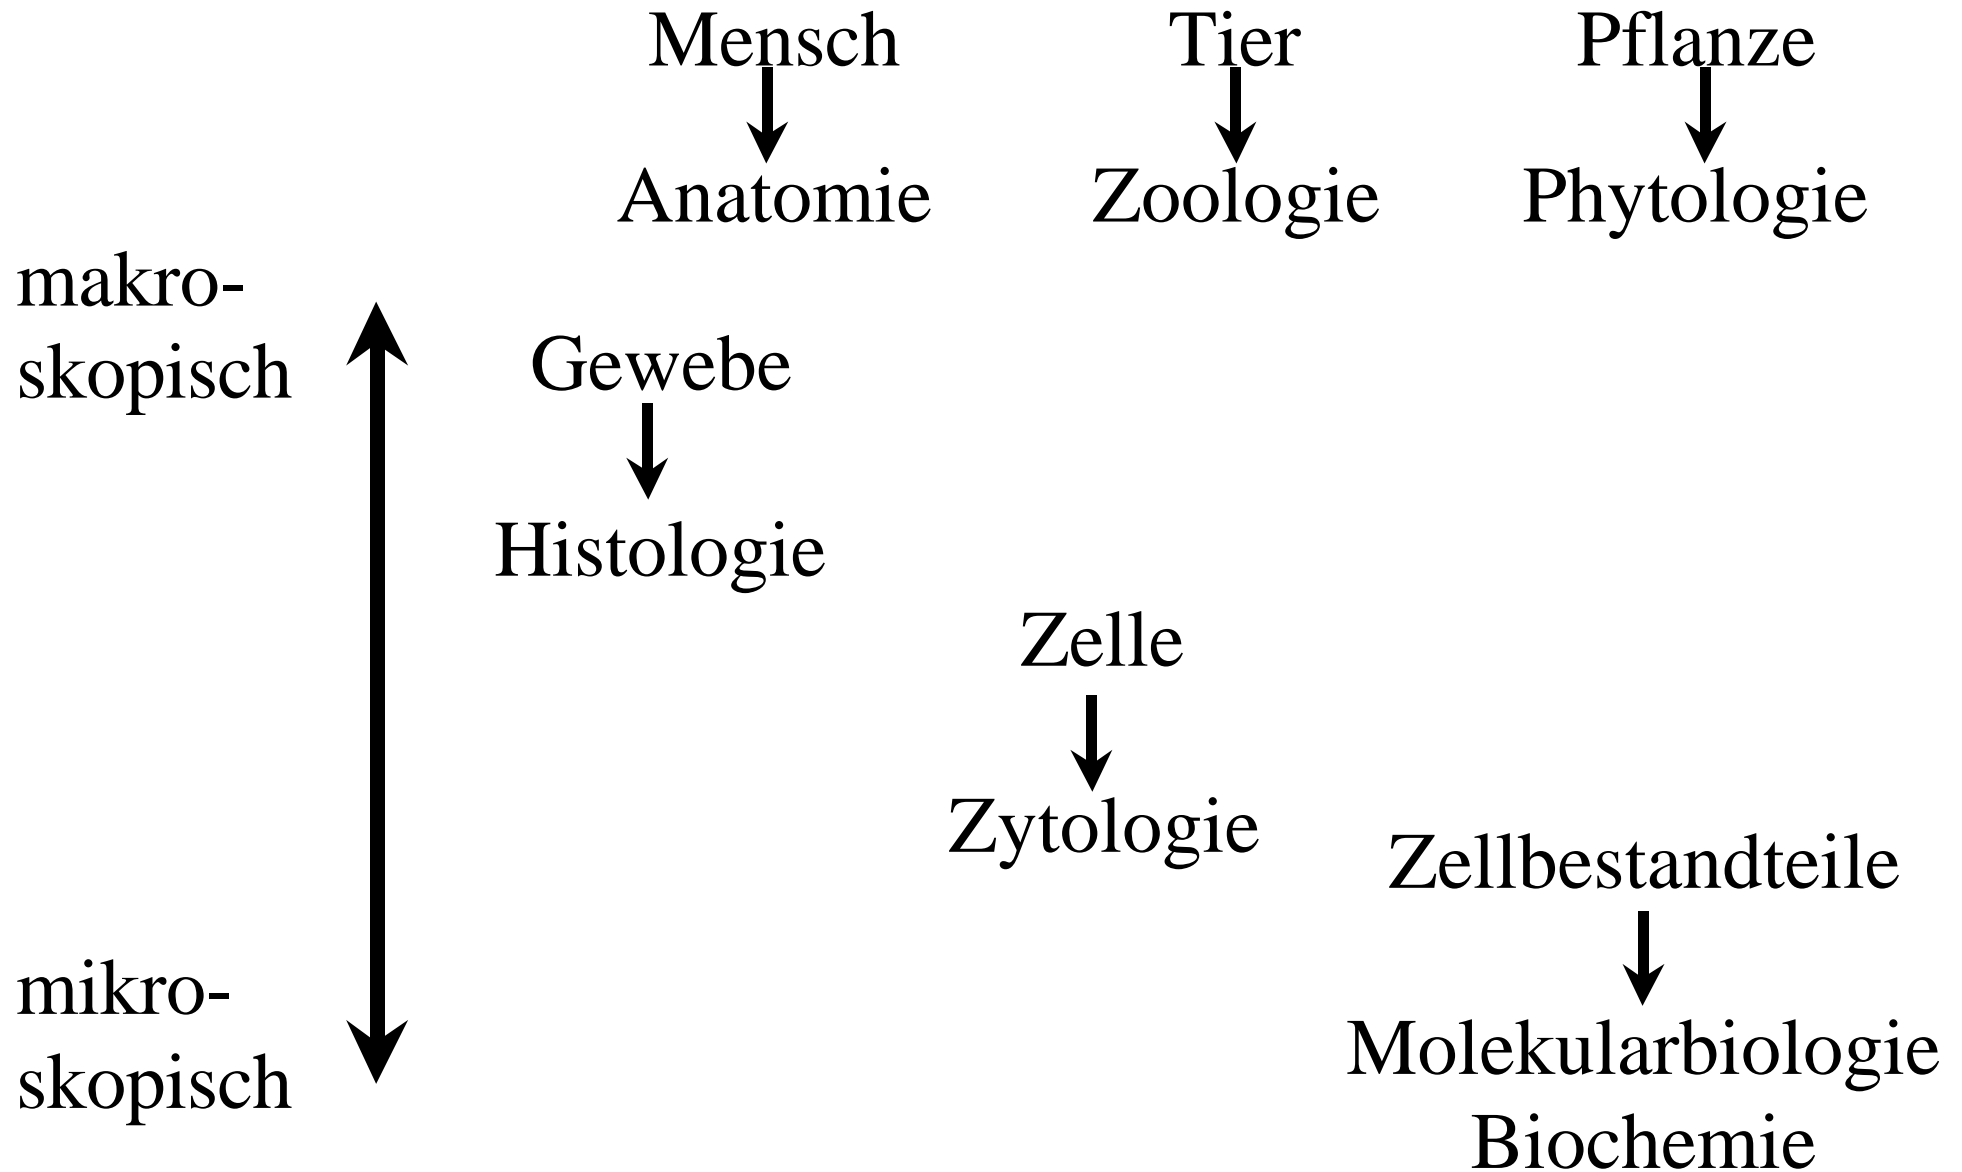 Mensch Tier Pflanze
Anatomie Zoologie Phytologie
makro-
skopisch
Gewebe
Histologie
Zelle
Zytologie
Zellbestandteile
mikro-
skopisch
Molekularbiologie
Biochemie